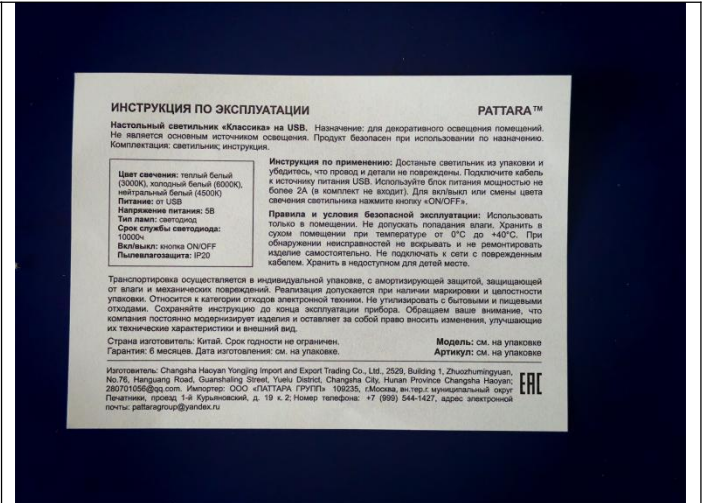 ИНСТРУКЦИЯ ПО ЭКСПЛУАТАЦИИ PATTARA™
Настольный светильник «Классика» на USB. Назначение: для декоративного освещения помещений.
Не является основным источником освещения. Продукт безопасен при использовании по назначению.
Комплектация: светильник; инструкция.
Цвет свечения: теплый белый
(3000K), холодный белый (6000K),
нейтральный белый (4500K)
Питание: от USB
Напряжение питания: 5В
Тип ламп: светодиод
Срок службы светодиода:
10000ч
Вкл/выкл: кнопка ON/OFF
Пылевлагозащита: IP20
Инструкция по применению: Достаньте светильник из упаковки и
убедитесь, что провод и детали не повреждены. Подключите кабель
к источнику питания USB. Используйте блок питания мощностью не
более 2А (в комплект не входит). Для вкл/выкл или смены цвета
свечения светильника нажмите кнопку «ON/OFF».
Правила и условия безопасной эксплуатации: Использовать
только в помещении. Не допускать попадания влаги. Хранить в
сухом помещении при температуре от 0°С до +40°С. При
обнаружении неисправностей не вскрывать и не ремонтировать
изделие самостоятельно. Не подключать к сети с поврежденным
кабелем. Хранить в недоступном для детей месте.
Транспортировка осуществляется в индивидуальной упаковке, с амортизирующей защитой, защищающей
от влаги и механических повреждений. Реализация допускается при наличии маркировки и целостности
упаковки. Относится к категории отходов электронной техники. Не утилизировать с бытовыми и пищевыми
отходами. Сохраняйте инструкцию до конца эксплуатации прибора. Обращаем ваше внимание, что
компания постоянно модернизирует изделия и оставляет за собой право вносить изменения, улучшающие
их технические характеристики и внешний вид.
Страна изготовитель: Китай. Срок годности не ограничен.
Гарантия: 6 месяцев. Дата изготовления: см. на упаковке.
Модель: см. на упаковке
Артикул: см. на упаковке
Изготовитель: Changsha Haoyan Yongjing Import and Export Trading Co., Ltd., 2529, Building 1, Zhuozhumingyuan,
No.76, Hanguang Road, Guanshaling Street, Yuelu District, Changsha City, Hunan Province Changsha Haoyan;
280701056@qq.com. Импортер: ООО «ПАТТАРА ГРУПП» 109235, г.Москва, вн.тер.г. муниципальный округ
Печатники, проезд 1-й Курьяновский, д. 19 к. 2; Номер телефона: +7 (999) 544-1427, адрес электронной
почты: pattaragroup@yandex.ru
EAC